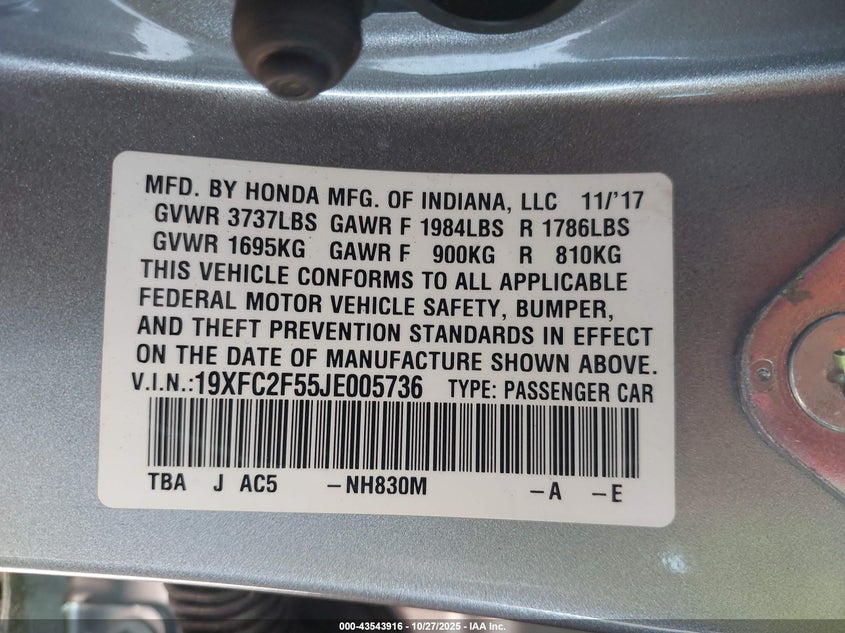 MFD. BY HONDA MFG. OF INDIANA, LLC 11/'17
GVWR 3737LBS GAWR F 1984LBS R 1786LBS
GVWR 1695KG GAWR F 900KG R 810KG
THIS VEHICLE CONFORMS TO ALL APPLICABLE
FEDERAL MOTOR VEHICLE SAFETY, BUMPER,
AND THEFT PREVENTION STANDARDS IN EFFECT
ON THE DATE OF MANUFACTURE SHOWN ABOVE.
V.I.N.:19XFC2F55JE005736 TYPE: PASSENGER CAR
TBA J AC5 -NH830M -A -E
000-43543916 | 10/27/2025 - IAA Inc.